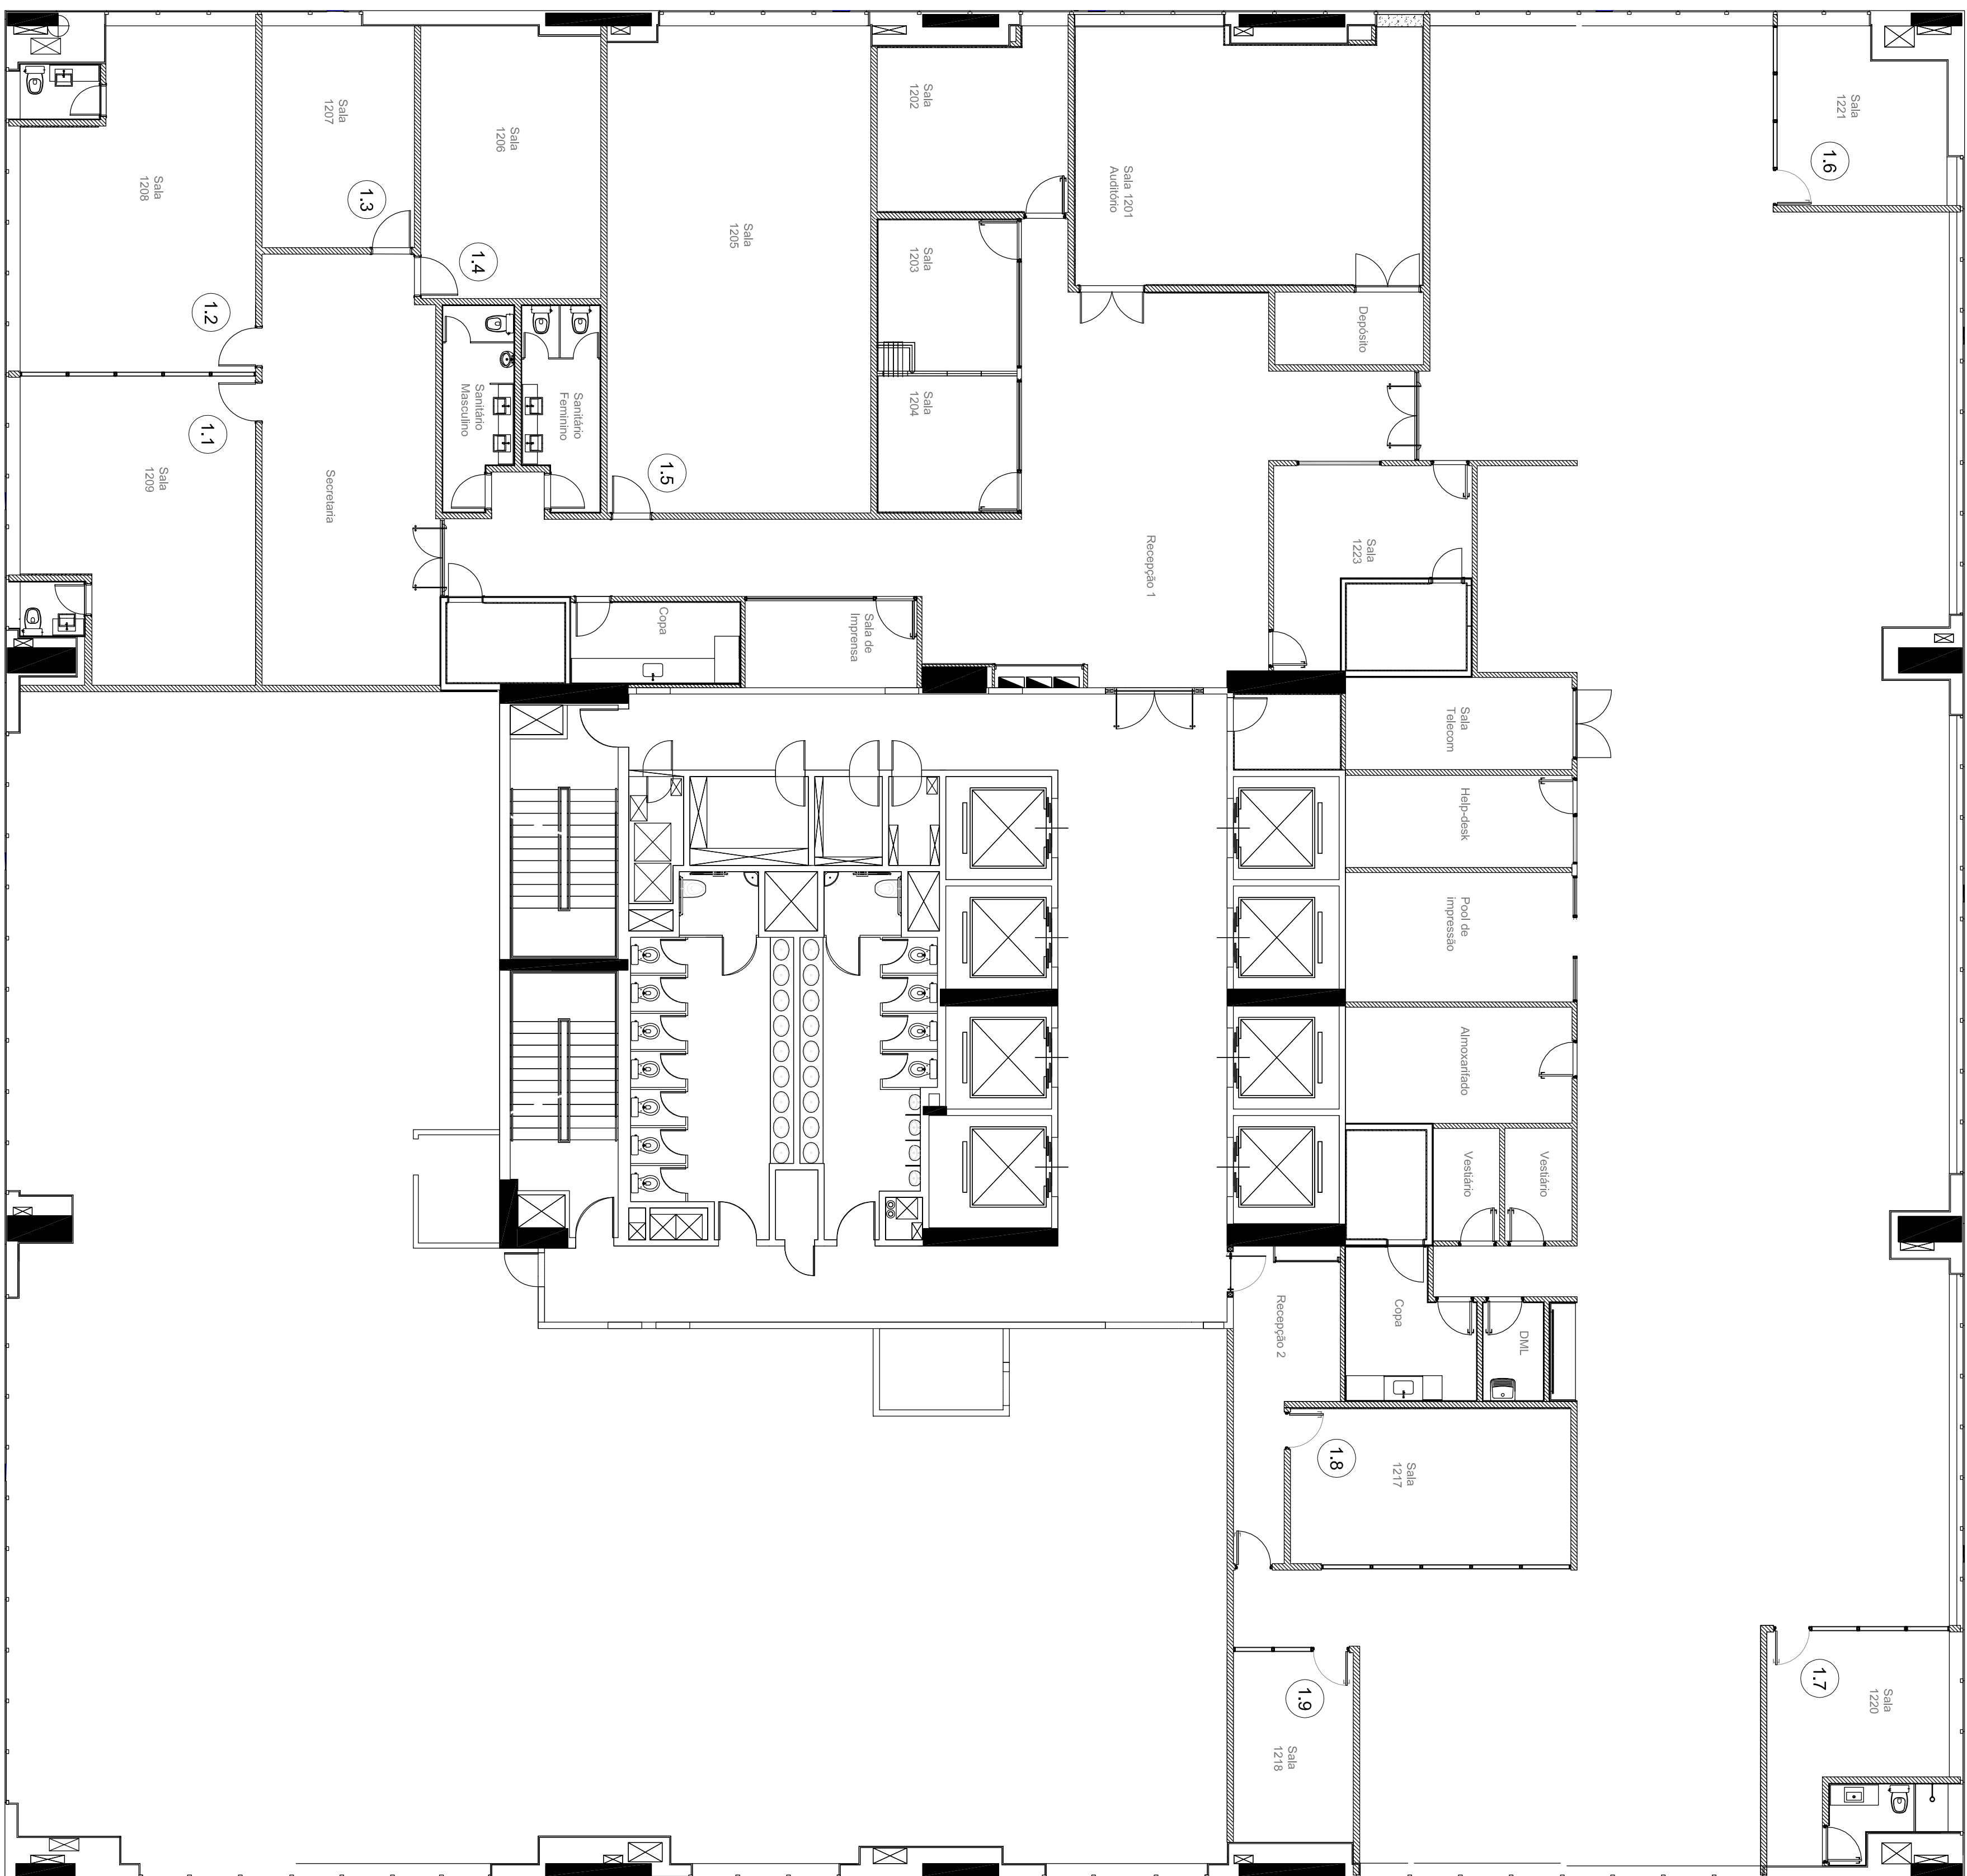 Sala
1221
1.6
Sala
1207
Sala
1206
Sala
1202
Sala 1201
Auditório
Sala
1208
1.3
1.4
Sala
1205
Sala
1203
Depósito
1.2
Sala
1204
Sanitário
Masculino
Sanitário
Feminino
1.1
Sala
1209
Secretaria
1.5
Recepção 1
Sala
1223
Copa
Sala de
Imprensa
Sala
Telecom
Help-desk
Pool de
impressão
Almoxarifado
Vestiário
Vestiário
Recepção 2
Copa
DML
1.8
Sala
1217
1.7
Sala
1220
1.9
Sala
1218